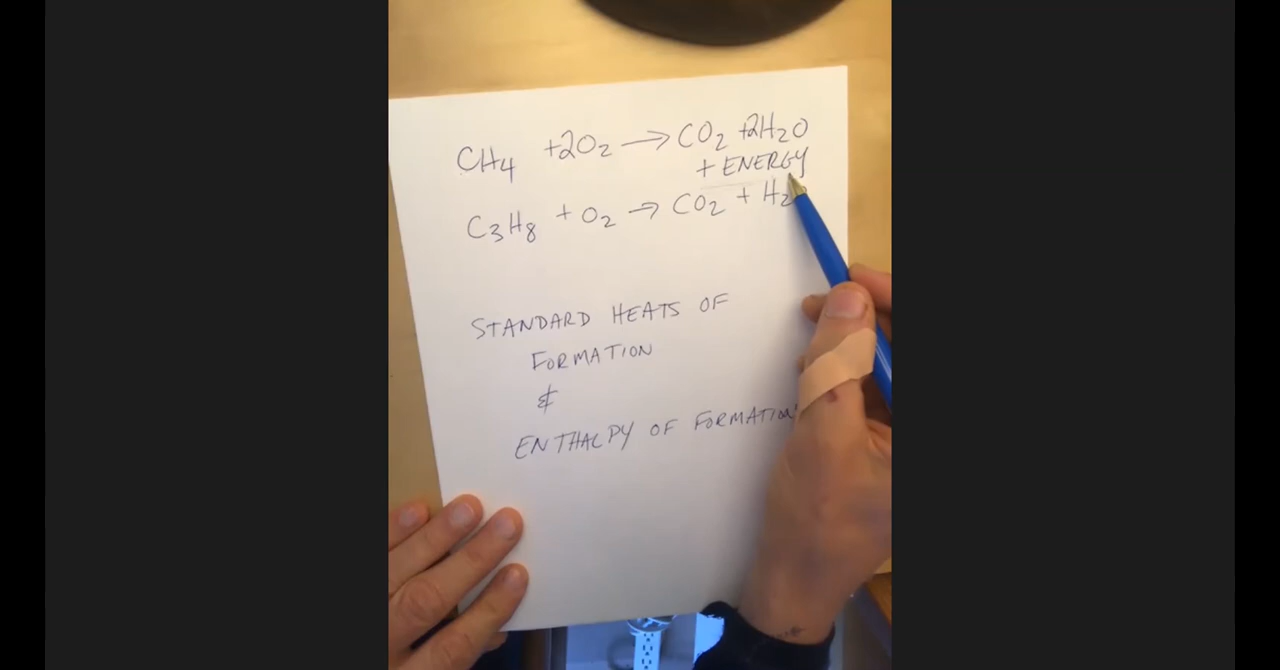 CH4 +2O2 → CO2 +2H2O
+ ENERGY
C3H8 + O2 → CO2 + H2
STANDARD HEATS OF
FORMATION
&
ENTHALPY OF FORMATION